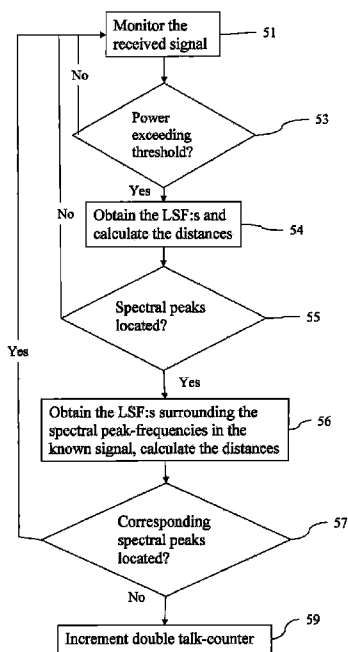 Monitor the
received signal
51
No
Power
exceeding
threshold?
53
Yes
Obtain the LSF:s and
calculate the distances
54
No
Spectral peaks
located?
55
Yes
Yes
Obtain the LSF:s surrounding the
spectral peak-frequencies in the
known signal, calculate the distances
56
Corresponding
spectral peaks
located?
57
No
59
Increment double talk-counter